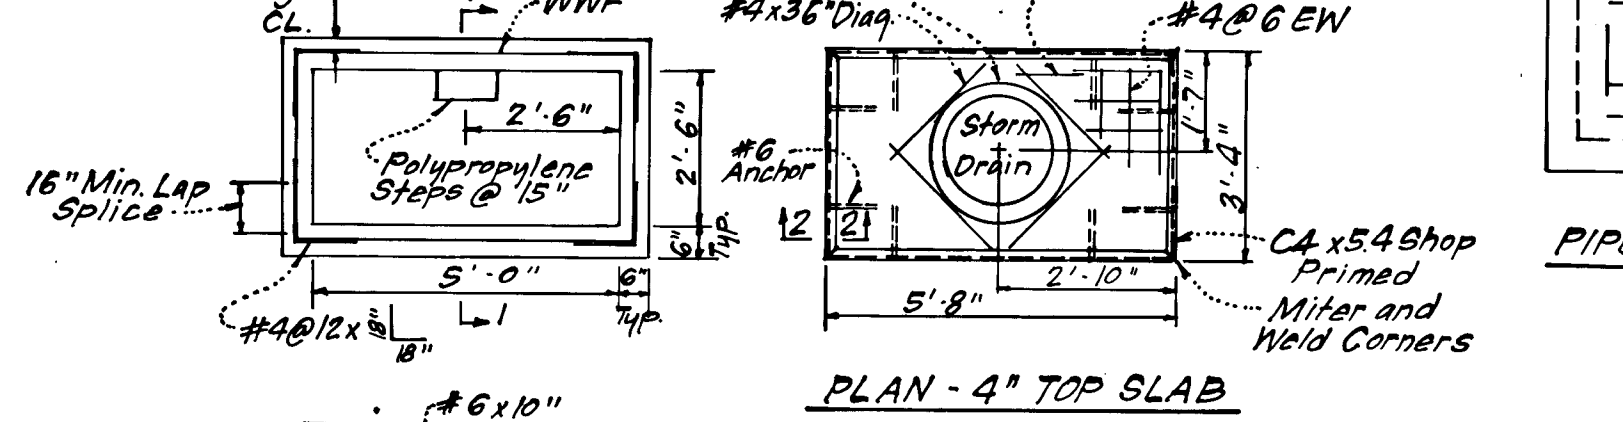 CL.
WWF
2'-6"
2'-6"
Polypropylene
Steps @ 15"
16" Min. Lap
Splice
6"
Typ.
5'-0"
6"
Typ.
#4@12x 18"
18"
1
#6x10"
#4x36" Diag.
#4@6 EW
Storm
Drain
#6
Anchor
2 2
1'-7"
3'-4"
2'-10"
5'-8"
C4 x5.4 Shop
Primed
Miter and
Weld Corners
PLAN - 4" TOP SLAB